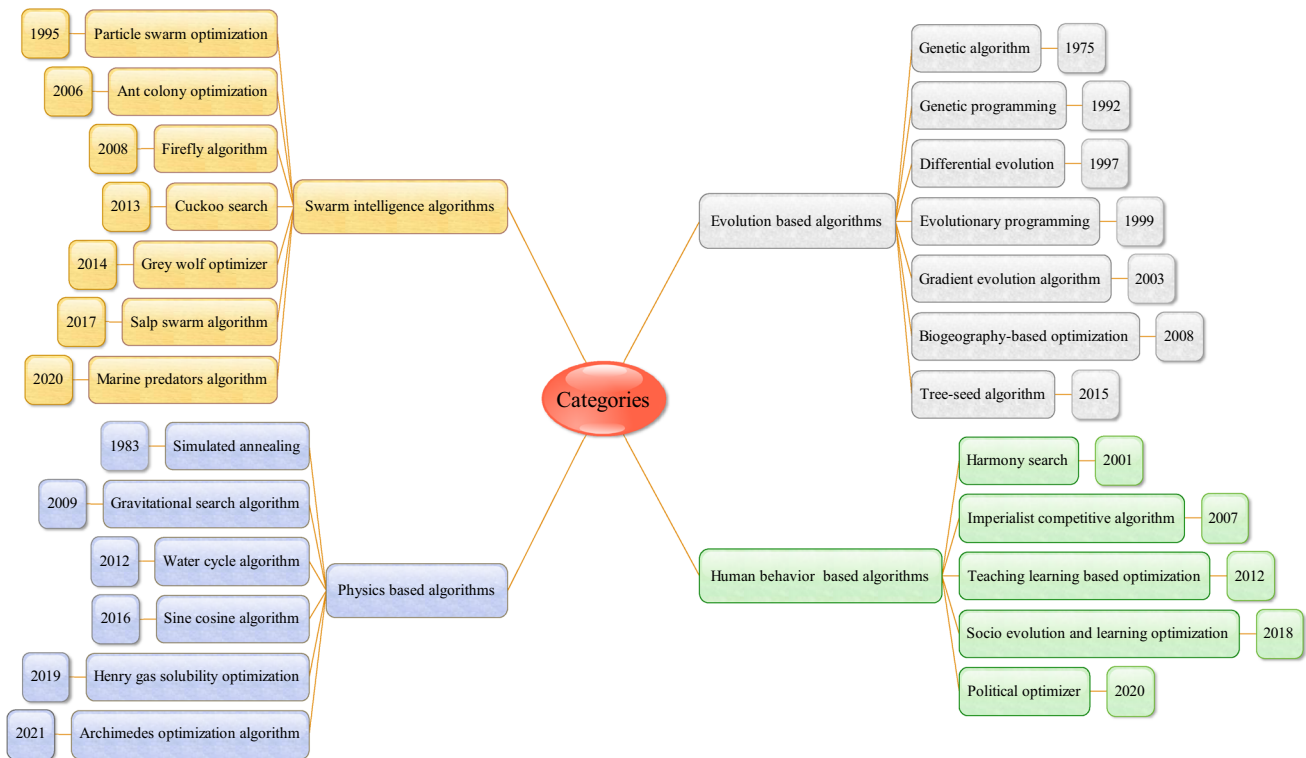 1995 Particle swarm optimization
2006 Ant colony optimization
2008 Firefly algorithm
2013 Cuckoo search
2014 Grey wolf optimizer
2017 Salp swarm algorithm
2020 Marine predators algorithm
Swarm intelligence algorithms
1983 Simulated annealing
2009 Gravitational search algorithm
2012 Water cycle algorithm
2016 Sine cosine algorithm
2019 Henry gas solubility optimization
2021 Archimedes optimization algorithm
Physics based algorithms
Categories
Evolution based algorithms
Genetic algorithm 1975
Genetic programming 1992
Differential evolution 1997
Evolutionary programming 1999
Gradient evolution algorithm 2003
Biogeography-based optimization 2008
Tree-seed algorithm 2015
Human behavior based algorithms
Harmony search 2001
Imperialist competitive algorithm 2007
Teaching learning based optimization 2012
Socio evolution and learning optimization 2018
Political optimizer 2020